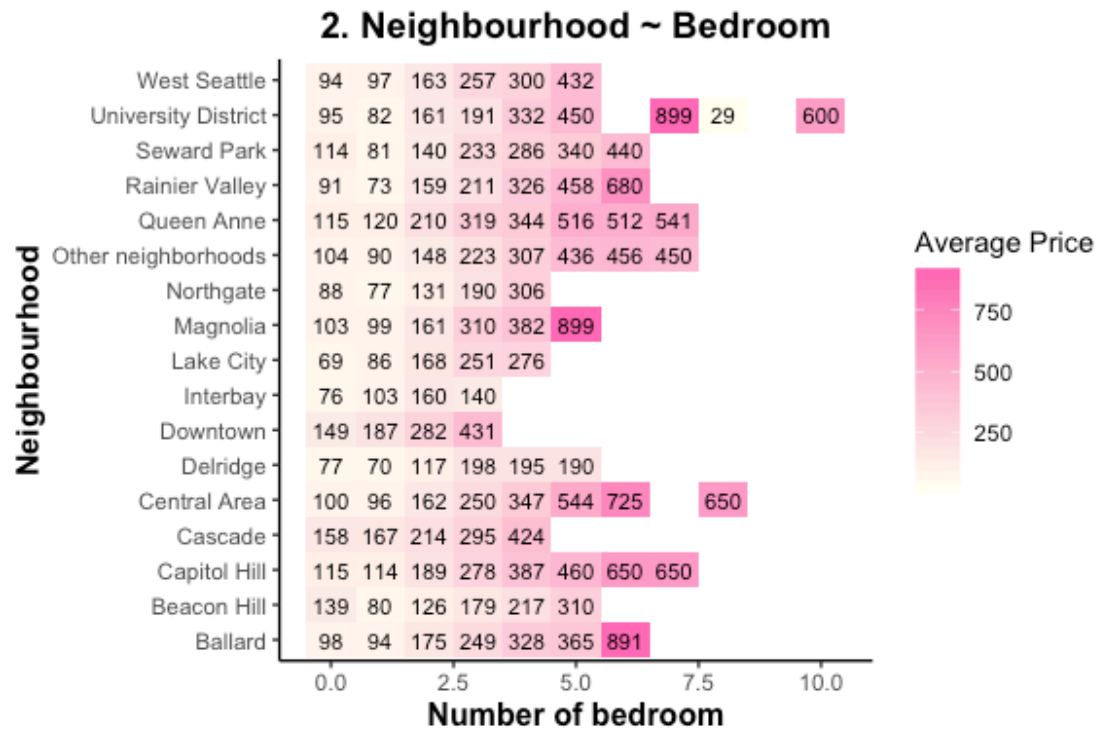 2. Neighbourhood ~ Bedroom
Neighbourhood
West Seattle 94 97 163 257 300 432
University District 95 82 161 191 332 450 899 29 600
Seward Park 114 81 140 233 286 340 440
Rainier Valley 91 73 159 211 326 458 680
Queen Anne 115 120 210 319 344 516 512 541
Other neighborhoods 104 90 148 223 307 436 456 450
Northgate 88 77 131 190 306
Magnolia 103 99 161 310 382 899
Lake City 69 86 168 251 276
Interbay 76 103 160 140
Downtown 149 187 282 431
Delridge 77 70 117 198 195 190
Central Area 100 96 162 250 347 544 725 650
Cascade 158 167 214 295 424
Capitol Hill 115 114 189 278 387 460 650 650
Beacon Hill 139 80 126 179 217 310
Ballard 98 94 175 249 328 365 891
0.0 2.5 5.0 7.5 10.0
Number of bedroom
Average Price
750
500
250